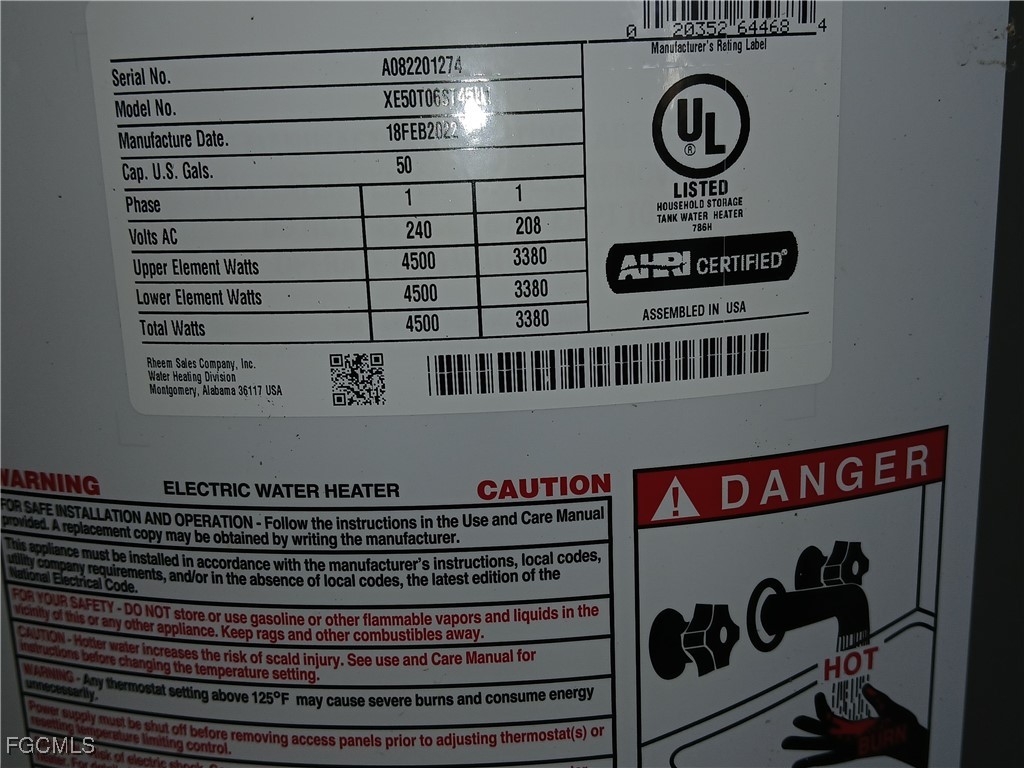 0 20352 64468 4
Manufacturer's Rating Label
Serial No. A082201274
Model No.
Manufacture Date. 18FEB2022
Cap. U.S. Gals. 50
Phase 1 1
Volts AC 240 208
Upper Element Watts 4500 3380
Lower Element Watts 4500 3380
Total Watts 4500 3380
UL
®
LISTED
HOUSEHOLD STORAGE
TANK WATER HEATER
786H
AHRI CERTIFIED®
ASSEMBLED IN USA
Rheem Sales Company, Inc.
Water Heating Division
Montgomery, Alabama 36117 USA
WARNING ELECTRIC WATER HEATER CAUTION
FOR SAFE INSTALLATION AND OPERATION - Follow the instructions in the Use and Care Manual
provided. A replacement copy may be obtained by writing the manufacturer.
This appliance must be installed in accordance with the manufacturer's instructions, local codes,
utility company requirements, and/or in the absence of local codes, the latest edition of the
National Electrical Code.
FOR YOUR SAFETY - DO NOT store or use gasoline or other flammable vapors and liquids in the
vicinity of this or any other appliance. Keep rags and other combustibles away.
CAUTION - Hotter water increases the risk of scald injury. See use and Care Manual for
instructions before changing the temperature setting.
WARNING - Any thermostat setting above 125°F may cause severe burns and consume energy
unnecessarily.
Power supply must be shut off before removing access panels prior to adjusting thermostat(s) or
resetting temperature limiting control.
risk of electric shock.
DANGER
HOT
BURN
FGCMLS